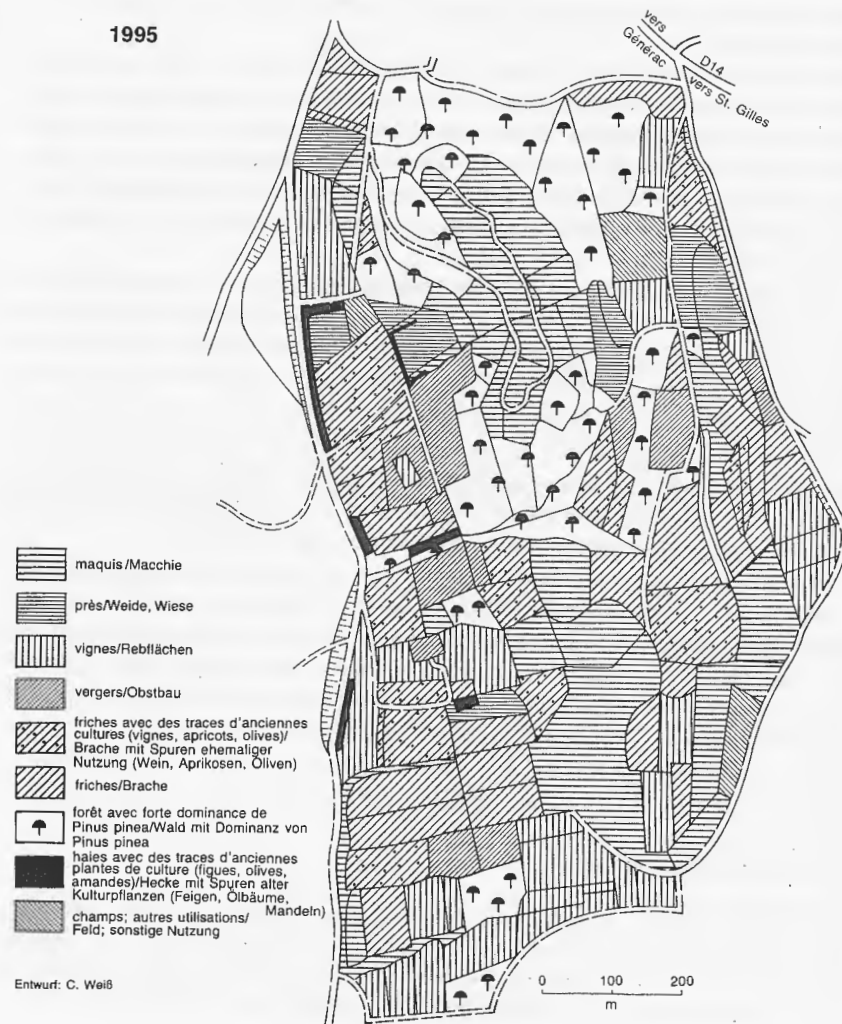 1995
vers
Générac
D14
vers St. Gilles
maquis/Macchie
près/Weide, Wiese
vignes/Rebflächen
vergers/Obstbau
friches avec des traces d'anciennes
cultures (vignes, apricots, olives)/
Brache mit Spuren ehemaliger
Nutzung (Wein, Aprikosen, Oliven)
friches/Brache
forêt avec forte dominance de
Pinus pinea/Wald mit Dominanz von
Pinus pinea
haies avec des traces d'anciennes
plantes de culture (figues, olives,
amandes)/Hecke mit Spuren alter
Kulturpflanzen (Feigen, Ölbäume,
Mandeln)
champs; autres utilisations/
Feld; sonstige Nutzung
Entwurf: C. Weiß
0 100 200
m